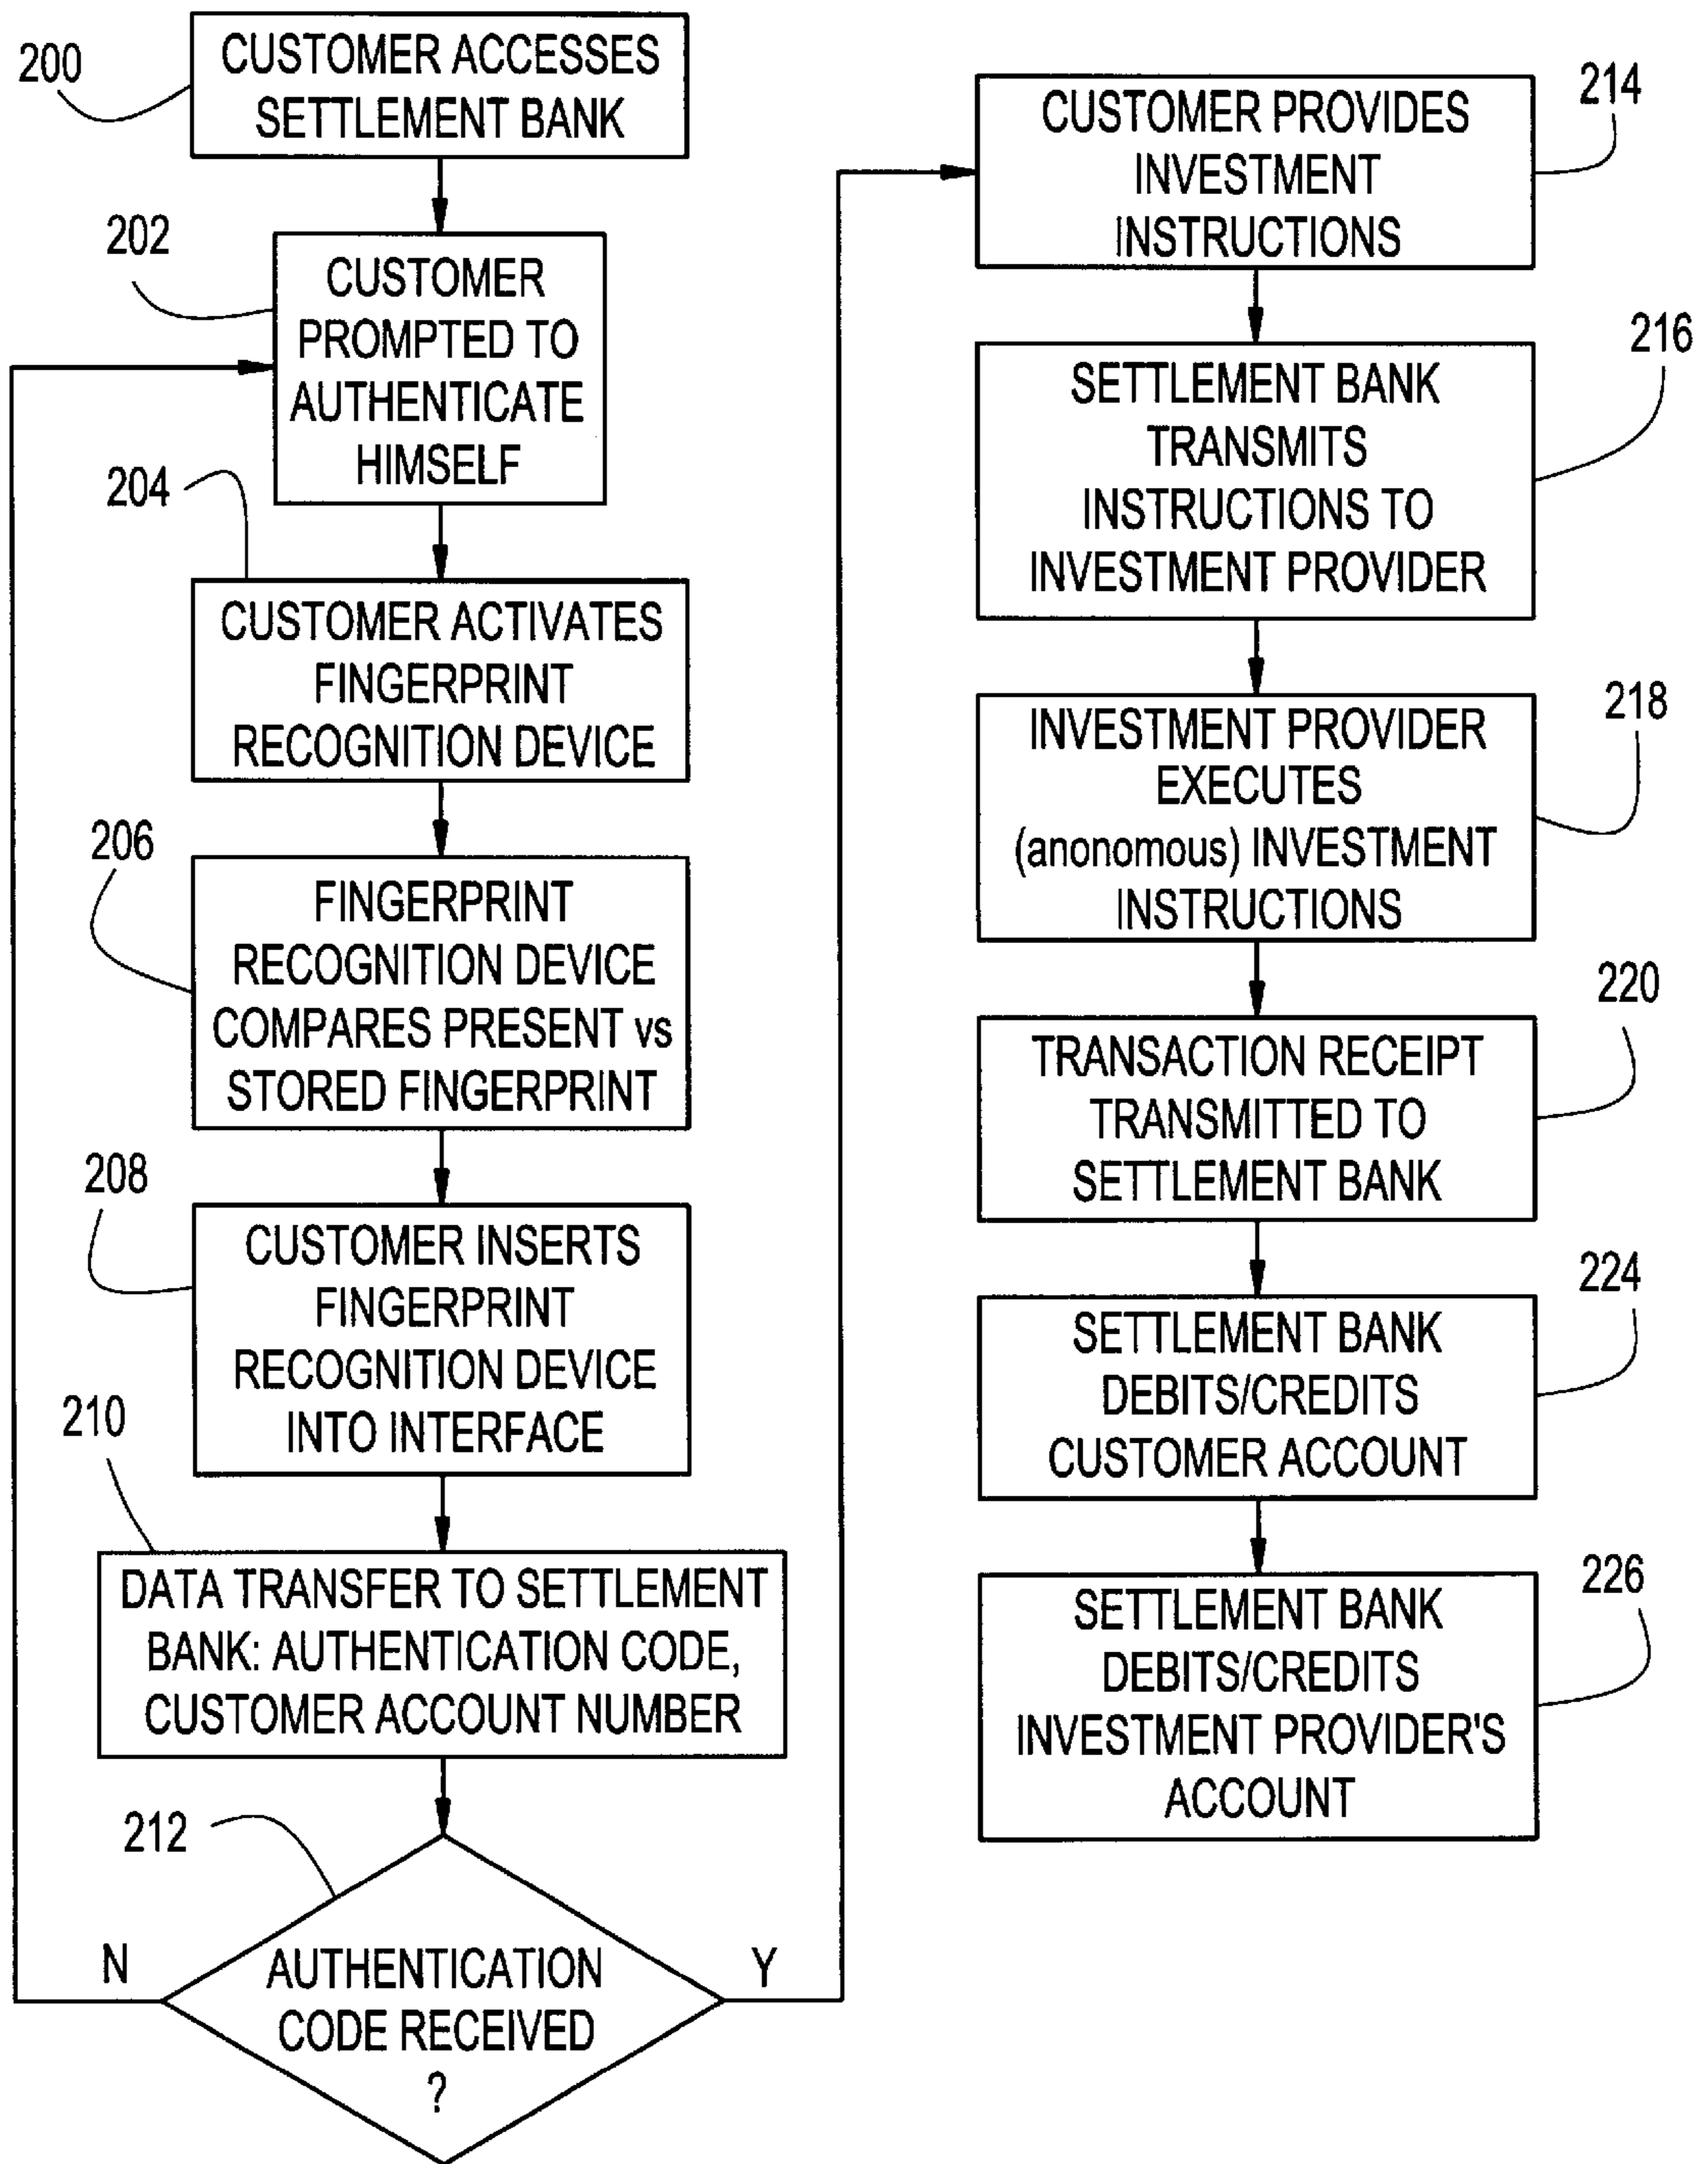 200
CUSTOMER ACCESSES
SETTLEMENT BANK
202
CUSTOMER
PROMPTED TO
AUTHENTICATE
HIMSELF
204
CUSTOMER ACTIVATES
FINGERPRINT
RECOGNITION DEVICE
206
FINGERPRINT
RECOGNITION DEVICE
COMPARES PRESENT vs
STORED FINGERPRINT
208
CUSTOMER INSERTS
FINGERPRINT
RECOGNITION DEVICE
INTO INTERFACE
210
DATA TRANSFER TO SETTLEMENT
BANK: AUTHENTICATION CODE,
CUSTOMER ACCOUNT NUMBER
212
N
AUTHENTICATION
CODE RECEIVED
?
Y
214
CUSTOMER PROVIDES
INVESTMENT
INSTRUCTIONS
216
SETTLEMENT BANK
TRANSMITS
INSTRUCTIONS TO
INVESTMENT PROVIDER
218
INVESTMENT PROVIDER
EXECUTES
(anonomous) INVESTMENT
INSTRUCTIONS
220
TRANSACTION RECEIPT
TRANSMITTED TO
SETTLEMENT BANK
224
SETTLEMENT BANK
DEBITS/CREDITS
CUSTOMER ACCOUNT
226
SETTLEMENT BANK
DEBITS/CREDITS
INVESTMENT PROVIDER'S
ACCOUNT